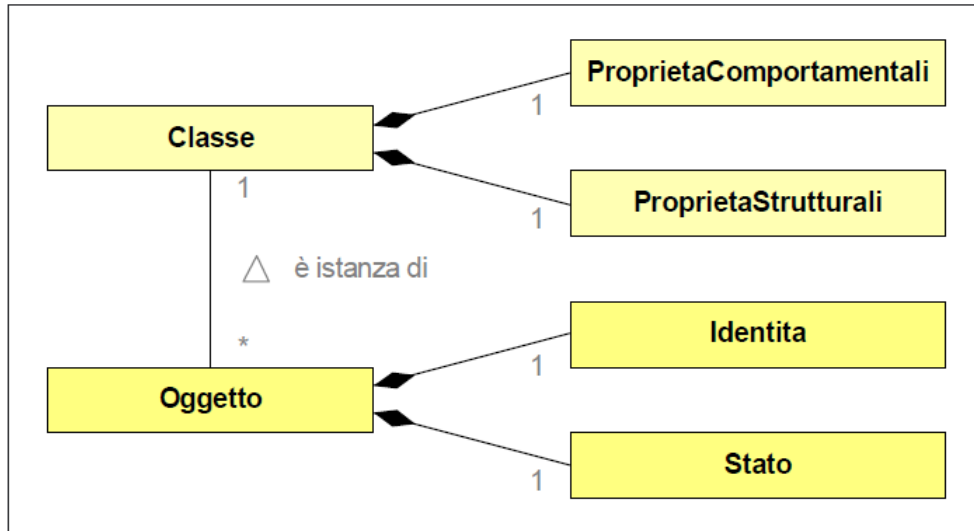 ProprietaComportamentali
1
Classe
1
ProprietaStrutturali
1
è istanza di
*
Identita
1
Oggetto
Stato
1